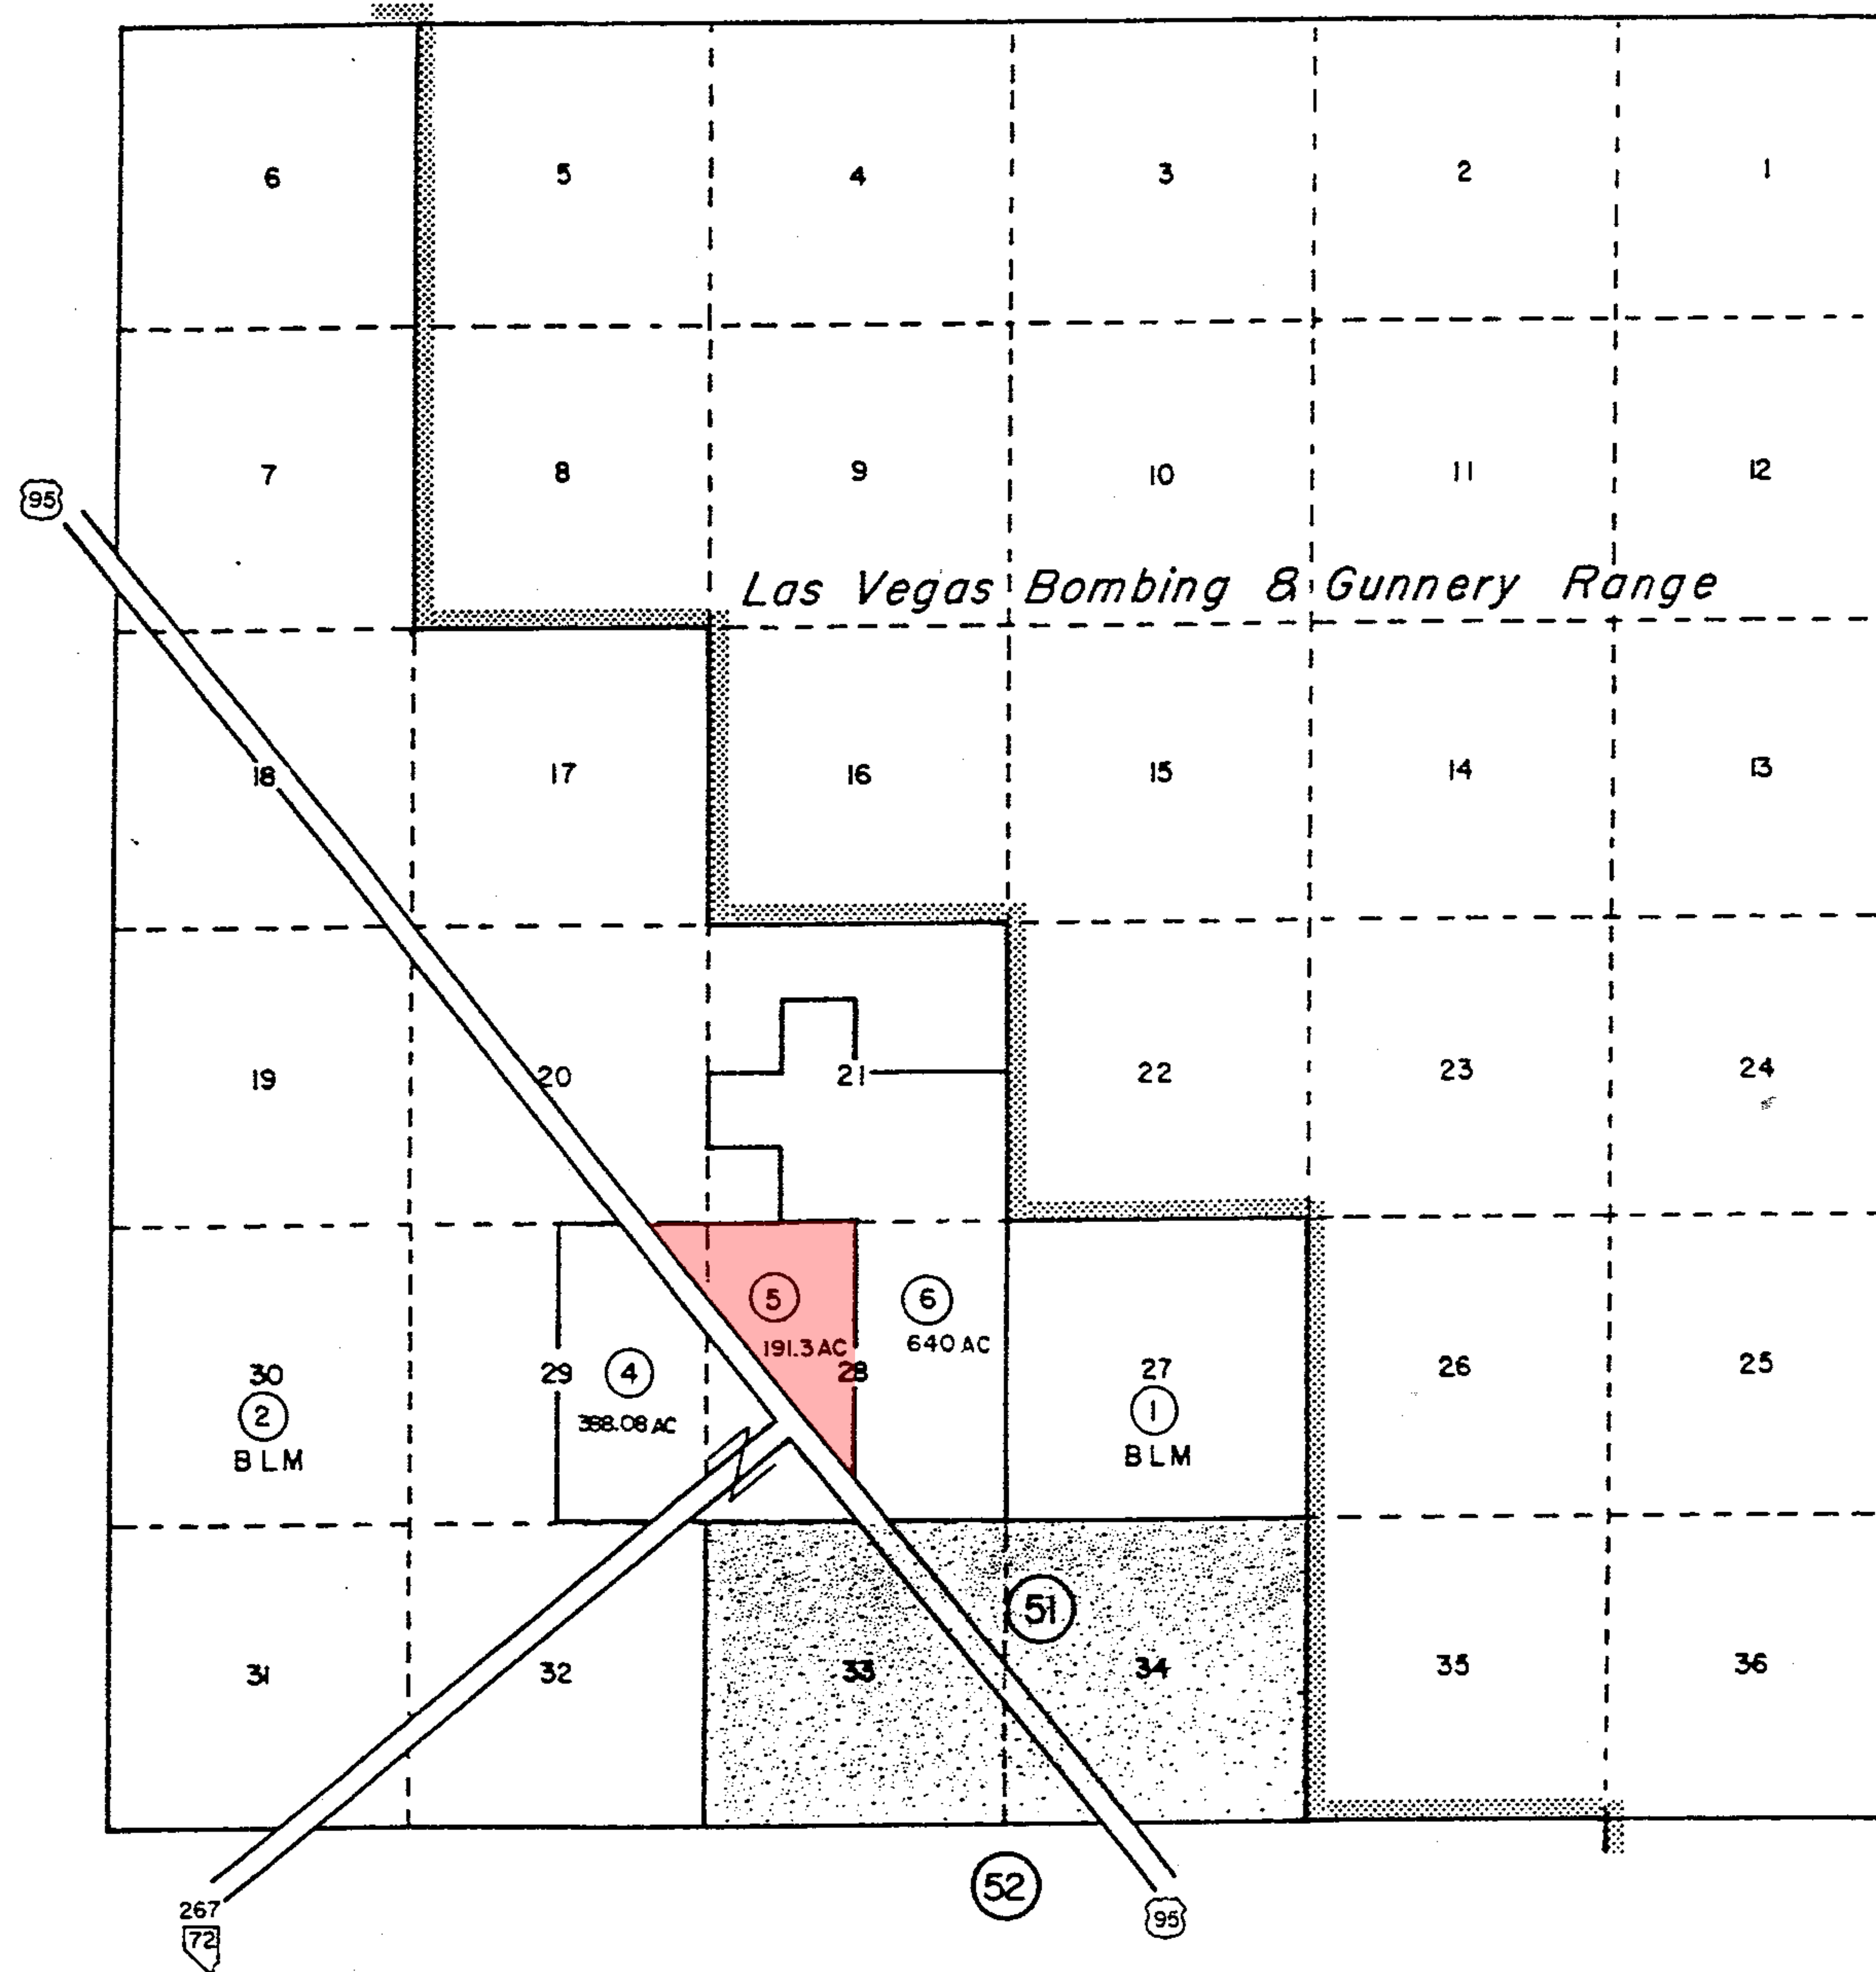 6 5 4 3 2 1
7 8 9 10 11 12
95
Las Vegas Bombing & Gunnery Range
18 17 16 15 14 13
19 20 21 22 23 24
5 6
191.3 AC 640 AC
30 29 4 28 27 26 25
2 388.08 AC 1
BLM BLM
51
31 32 33 34 35 36
52
267
72
95